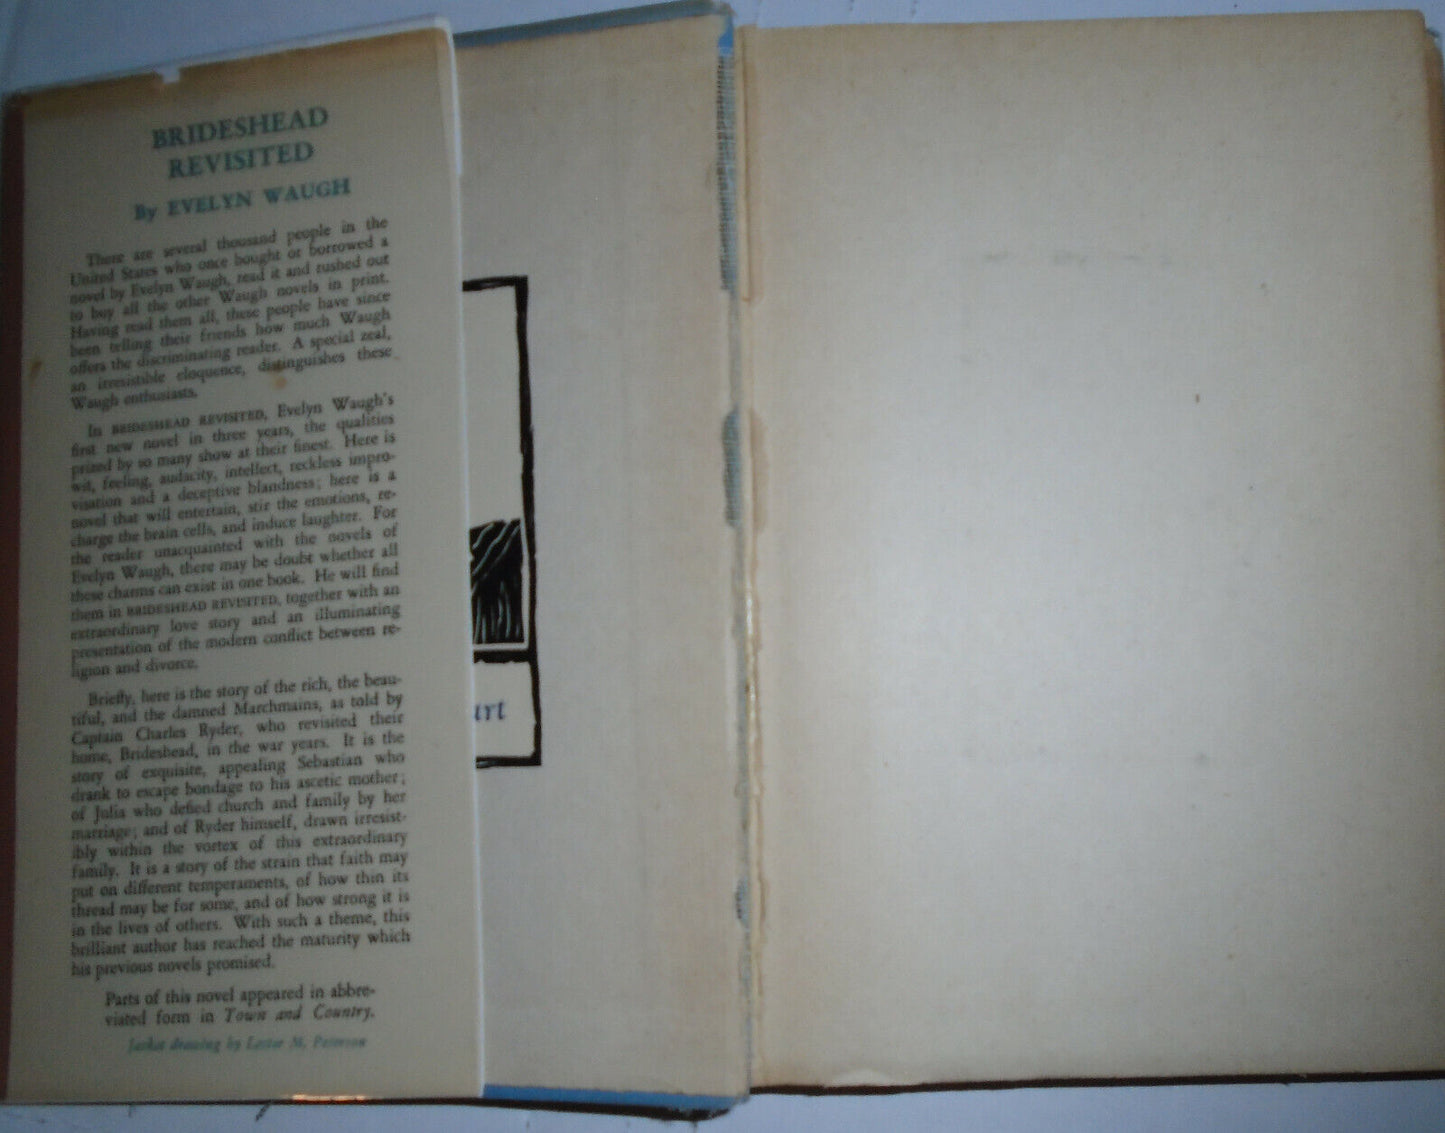 BRIDESHEAD
REVISITED
By EVELYN WAUGH
There are several thousand people in the
United States who once bought or borrowed a
novel by Evelyn Waugh, read it and rushed out
to buy all the other Waugh novels in print.
Having read them all, these people have since
been telling their friends how much Waugh
offers the discriminating reader. A special zeal,
an irresistible eloquence, distinguishes these
Waugh enthusiasts.
In BRIDESHEAD REVISITED, Evelyn Waugh's
first new novel in three years, the qualities
prized by so many show at their finest. Here is
wit, feeling, audacity, intellect, reckless impro-
visation and a deceptive blandness; here is a
novel that will entertain, stir the emotions, re-
charge the brain cells, and induce laughter. For
the reader unacquainted with the novels of
Evelyn Waugh, there may be doubt whether all
these charms can exist in one book. He will find
them in BRIDESHEAD REVISITED, together with an
extraordinary love story and an illuminating
presentation of the modern conflict between re-
ligion and divorce.
Briefly, here is the story of the rich, the beau-
tiful, and the damned Marchmains, as told by
Captain Charles Ryder, who revisited their
home, Brideshead, in the war years. It is the
story of exquisite, appealing Sebastian who
drank to escape bondage to his ascetic mother;
of Julia who defied church and family by her
marriage; and of Ryder himself, drawn irresist-
ibly within the vortex of this extraordinary
family. It is a story of the strain that faith may
put on different temperaments, of how thin its
thread may be for some, and of how strong it is
in the lives of others. With such a theme, this
brilliant author has reached the maturity which
his previous novels promised.
Parts of this novel appeared in abbre-
viated form in Town and Country.
Jacket drawing by Lester M. Peterson
urt